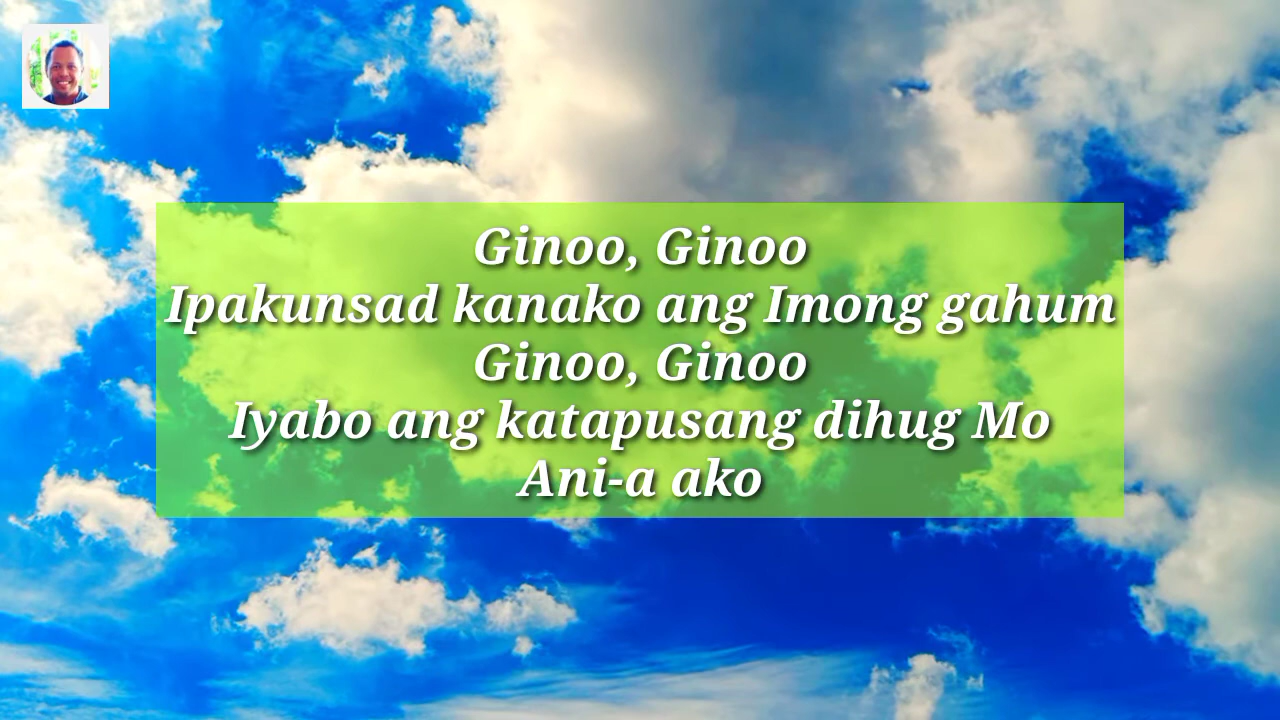 Ginoo, Ginoo
Ipakunsad kanako ang Imong gahum
Ginoo, Ginoo
Iyabo ang katapusang dihug Mo
Ani-a ako